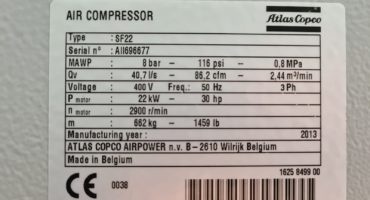 AIR COMPRESSOR Atlas Copco
Type : SF22
Serial n° : AII696677
MAWP : 8 bar – 116 psi – 0,8 MPa
Qv : 40,7 l/s – 86,2 cfm – 2,44 m³/min
Voltage : 400 V Freq.: 50 Hz 3 Ph
P motor : 22 kW – 30 hp
n motor : 2900 r/min
m : 662 kg – 1459 lb
Manufacturing year: 2013
ATLAS COPCO AIRPOWER n.v. B–2610 Wilrijk Belgium
Made in Belgium
1625 8499 00
CE 0038